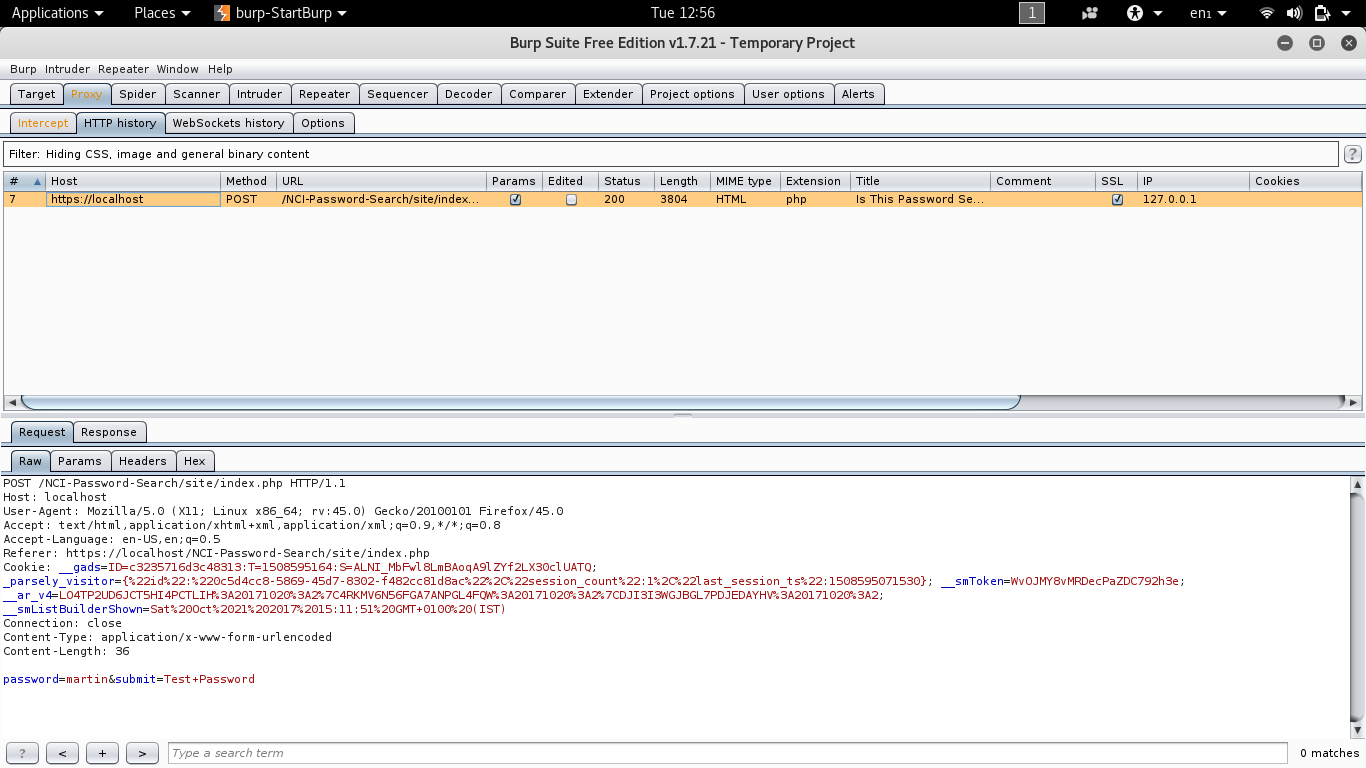 Applications Places burp-StartBurp Tue 12:56 1 en1
Burp Suite Free Edition v1.7.21 - Temporary Project
Burp Intruder Repeater Window Help
Target Proxy Spider Scanner Intruder Repeater Sequencer Decoder Comparer Extender Project options User options Alerts
Intercept HTTP history WebSockets history Options
Filter: Hiding CSS, image and general binary content ?
# Host Method URL Params Edited Status Length MIME type Extension Title Comment SSL IP Cookies
7 https://localhost POST /NCI-Password-Search/site/index... 200 3804 HTML php Is This Password Se... 127.0.0.1
Request Response
Raw Params Headers Hex
POST /NCI-Password-Search/site/index.php HTTP/1.1
Host: localhost
User-Agent: Mozilla/5.0 (X11; Linux x86_64; rv:45.0) Gecko/20100101 Firefox/45.0
Accept: text/html,application/xhtml+xml,application/xml;q=0.9,*/*;q=0.8
Accept-Language: en-US,en;q=0.5
Referer: https://localhost/NCI-Password-Search/site/index.php
Cookie: __gads=ID=c3235716d3c48313:T=1508595164:S=ALNI_MbFwl8LmBAoqA9lZYf2LX30clUATQ;
_parsely_visitor={%22id%22:%220c5d4cc8-5869-45d7-8302-f482cc81d8ac%22%2C%22session_count%22:1%2C%22last_session_ts%22:1508595071530}; __smToken=WvOJMY8vMRDecPaZDC792h3e;
__ar_v4=LO4TP2UD6JCT5HI4PCTLIH%3A20171020%3A2%7C4RKMV6N56FGA7ANPGL4FQW%3A20171020%3A2%7CDJI3I3WGJBGL7PDJEDAYHV%3A20171020%3A2;
__smListBuilderShown=Sat%20Oct%2021%202017%2015:11:51%20GMT+0100%20(IST)
Connection: close
Content-Type: application/x-www-form-urlencoded
Content-Length: 36
password=martin&submit=Test+Password
? < + > Type a search term 0 matches